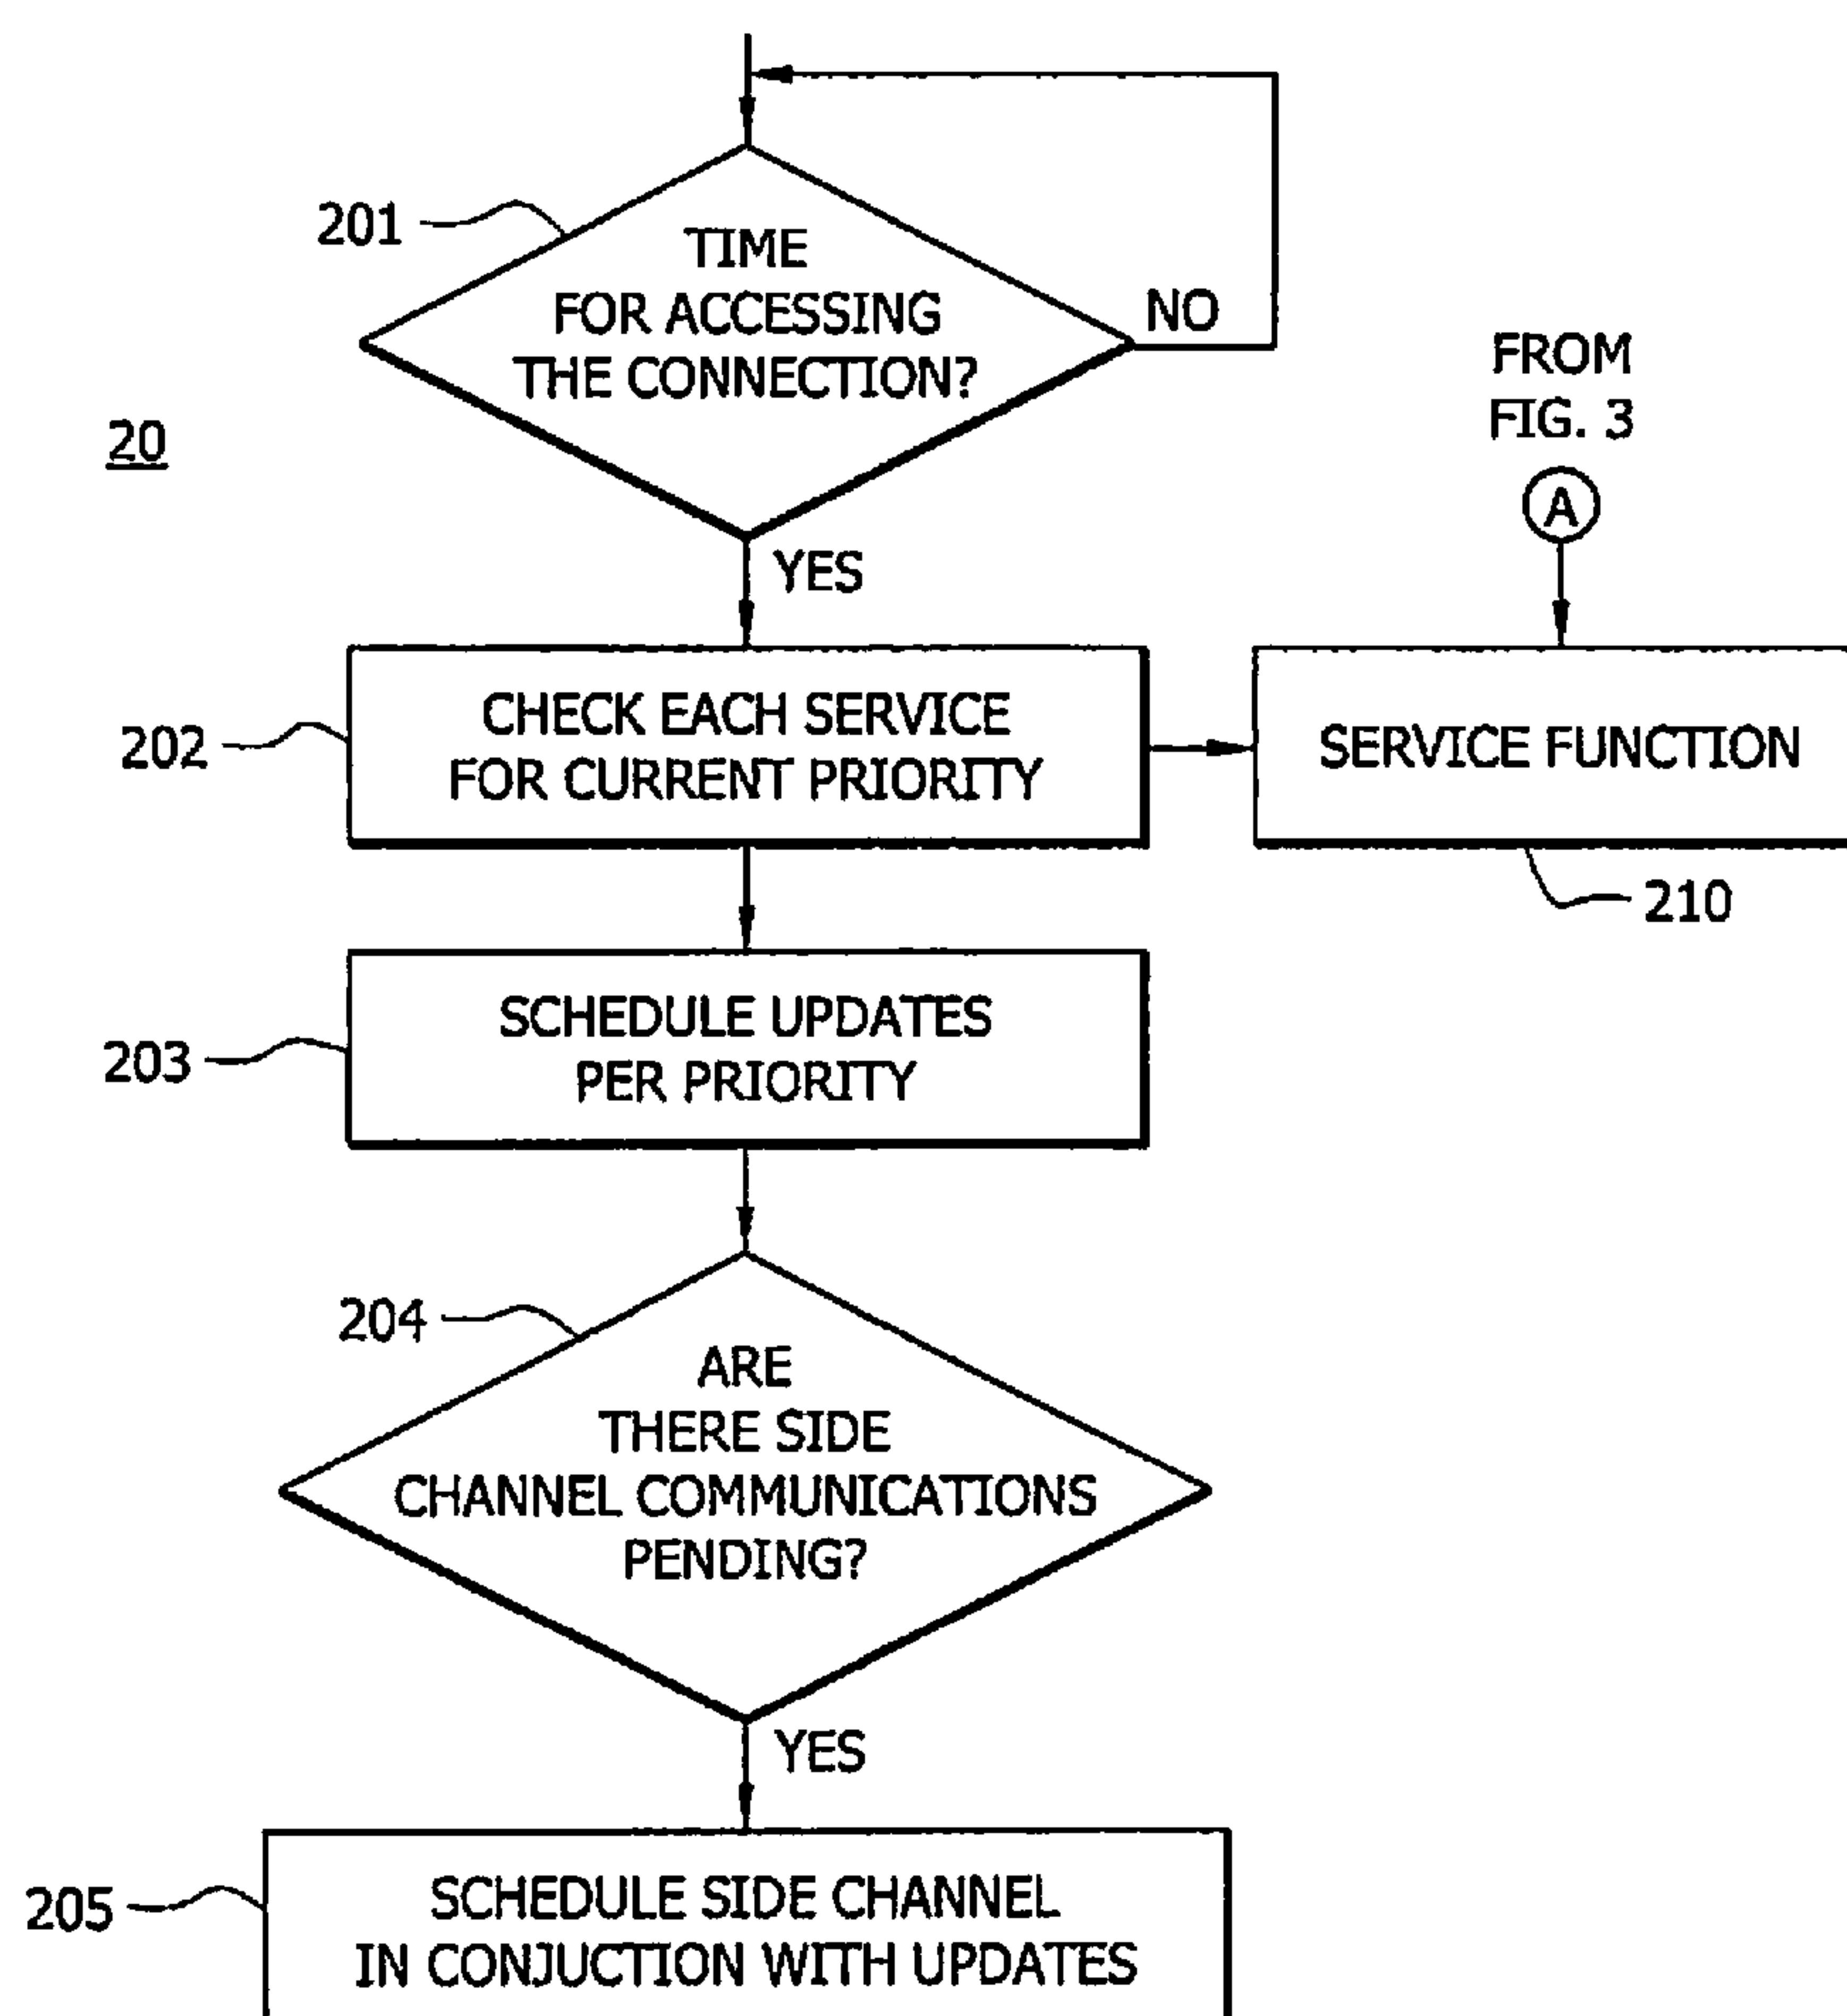 201
TIME
FOR ACCESSING
THE CONNECTION?
NO
FROM
FIG. 3
A
20
YES
202
CHECK EACH SERVICE
FOR CURRENT PRIORITY
SERVICE FUNCTION
210
203
SCHEDULE UPDATES
PER PRIORITY
204
ARE
THERE SIDE
CHANNEL COMMUNICATIONS
PENDING?
YES
205
SCHEDULE SIDE CHANNEL
IN CONJUCTION WITH UPDATES